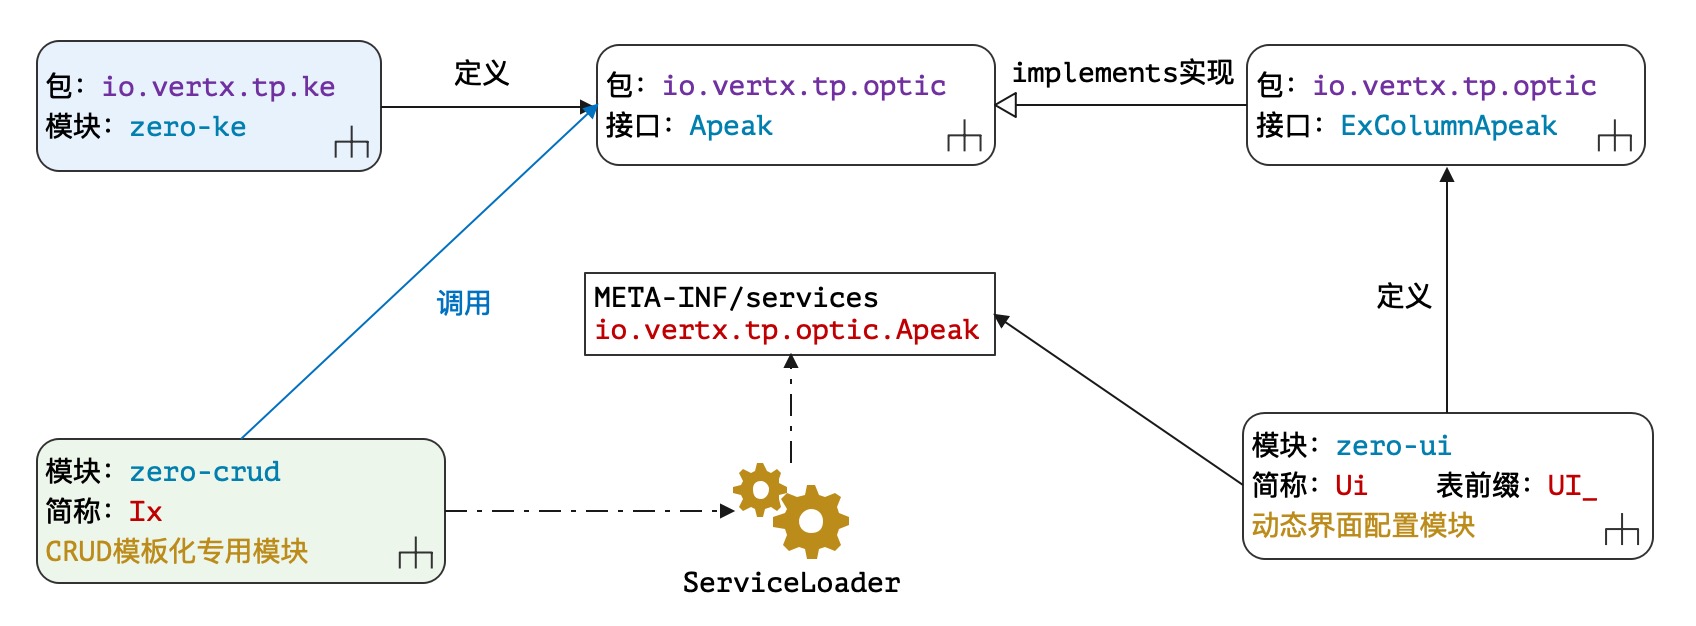 包：io.vertx.tp.ke
模块：zero-ke
定义
包：io.vertx.tp.optic
接口：Apeak
implements实现
包：io.vertx.tp.optic
接口：ExColumnApeak
调用
META-INF/services
io.vertx.tp.optic.Apeak
定义
模块：zero-crud
简称：Ix
CRUD模板化专用模块
ServiceLoader
模块：zero-ui
简称：Ui 表前缀：UI_
动态界面配置模块